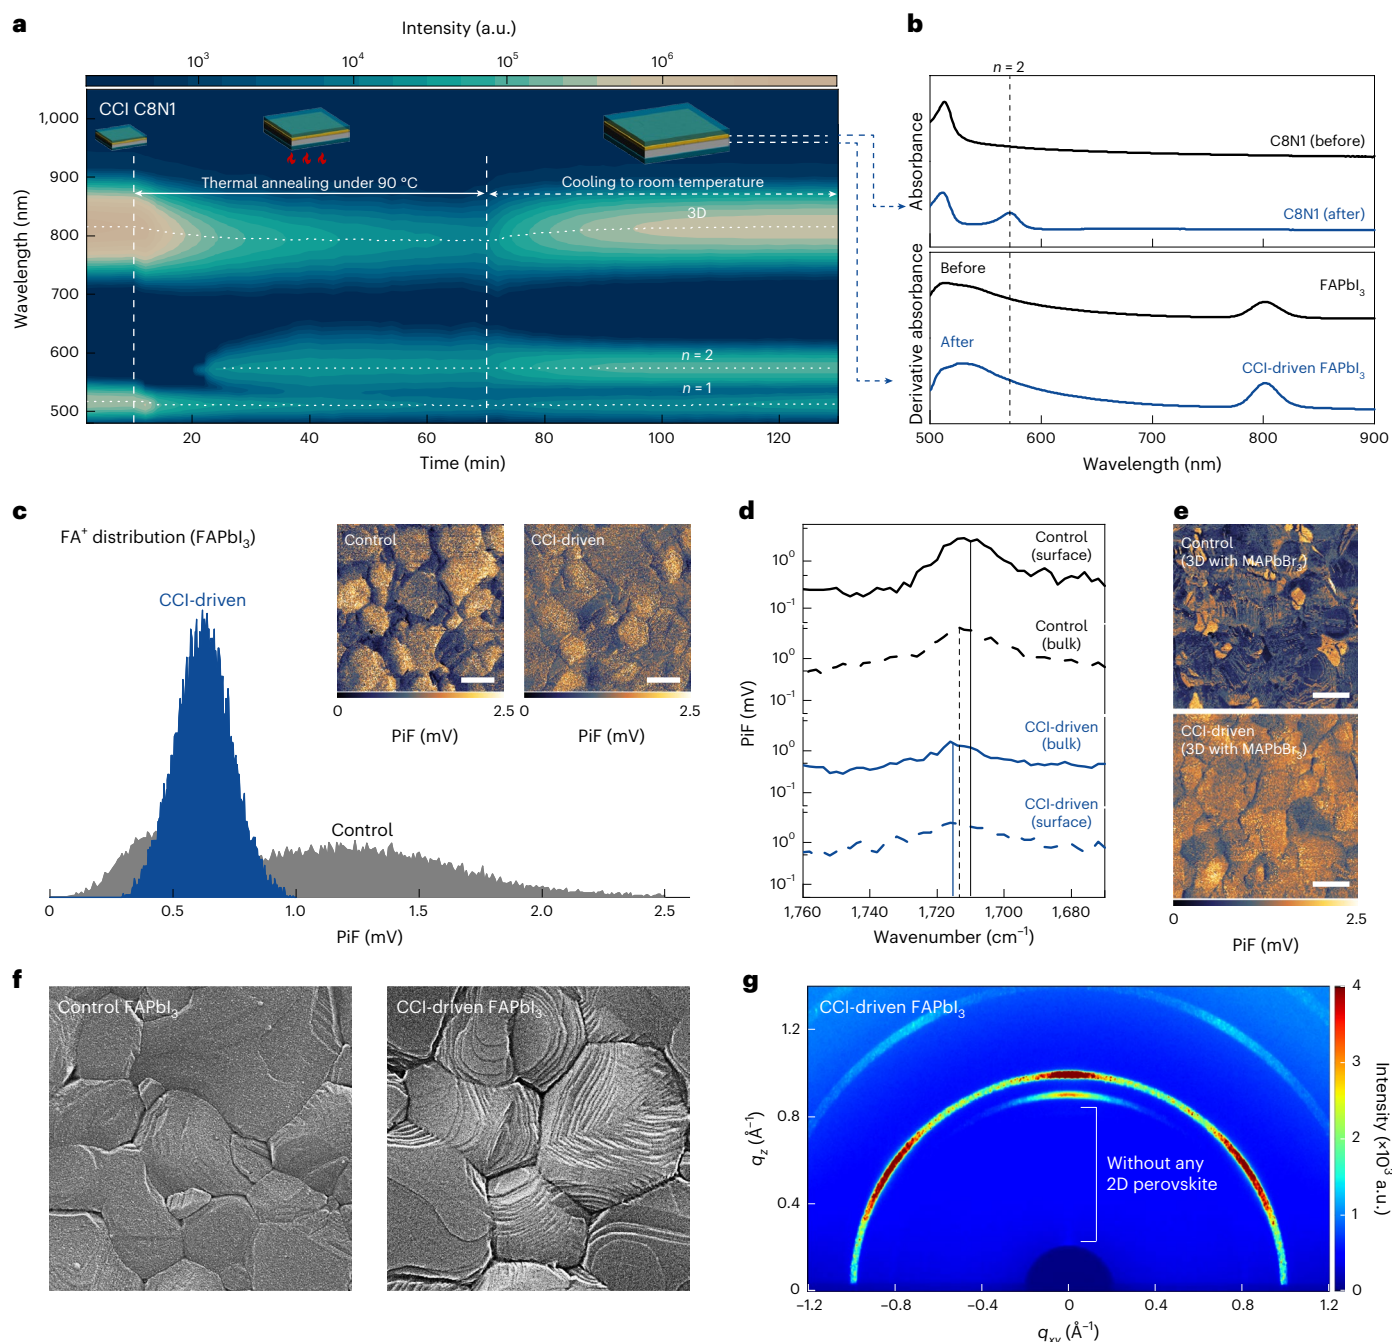 a
Intensity (a.u.)
10³ 10⁴ 10⁵ 10⁶
CCI C8N1
1,000
900
800
700
600
500
Wavelength (nm)
Thermal annealing under 90 °C
Cooling to room temperature
3D
n = 2
n = 1
20 40 60 80 100 120
Time (min)
b
n = 2
Absorbance
C8N1 (before)
C8N1 (after)
Derivative absorbance
Before
FAPbI₃
After
CCI-driven FAPbI₃
500 600 700 800 900
Wavelength (nm)
c
FA⁺ distribution (FAPbI₃)
CCI-driven
Control
Control
0 2.5
PiF (mV)
CCI-driven
0 2.5
PiF (mV)
0 0.5 1.0 1.5 2.0 2.5
PiF (mV)
d
PiF (mV)
10⁰
10⁻¹
Control
(surface)
10⁰
10⁻¹
Control
(bulk)
10⁰
10⁻¹
CCI-driven
(bulk)
10⁰
10⁻¹
CCI-driven
(surface)
1,760 1,740 1,720 1,700 1,680
Wavenumber (cm⁻¹)
e
Control
(3D with MAPbBr₃)
CCI-driven
(3D with MAPbBr₃)
0 2.5
PiF (mV)
f
Control FAPbI₃
CCI-driven FAPbI₃
g
CCI-driven FAPbI₃
1.2
0.8
0.4
0
q_z (Å⁻¹)
Without any
2D perovskite
−1.2 −0.8 −0.4 0 0.4 0.8 1.2
q_xy (Å⁻¹)
4
3
2
1
0
Intensity (×10³ a.u.)